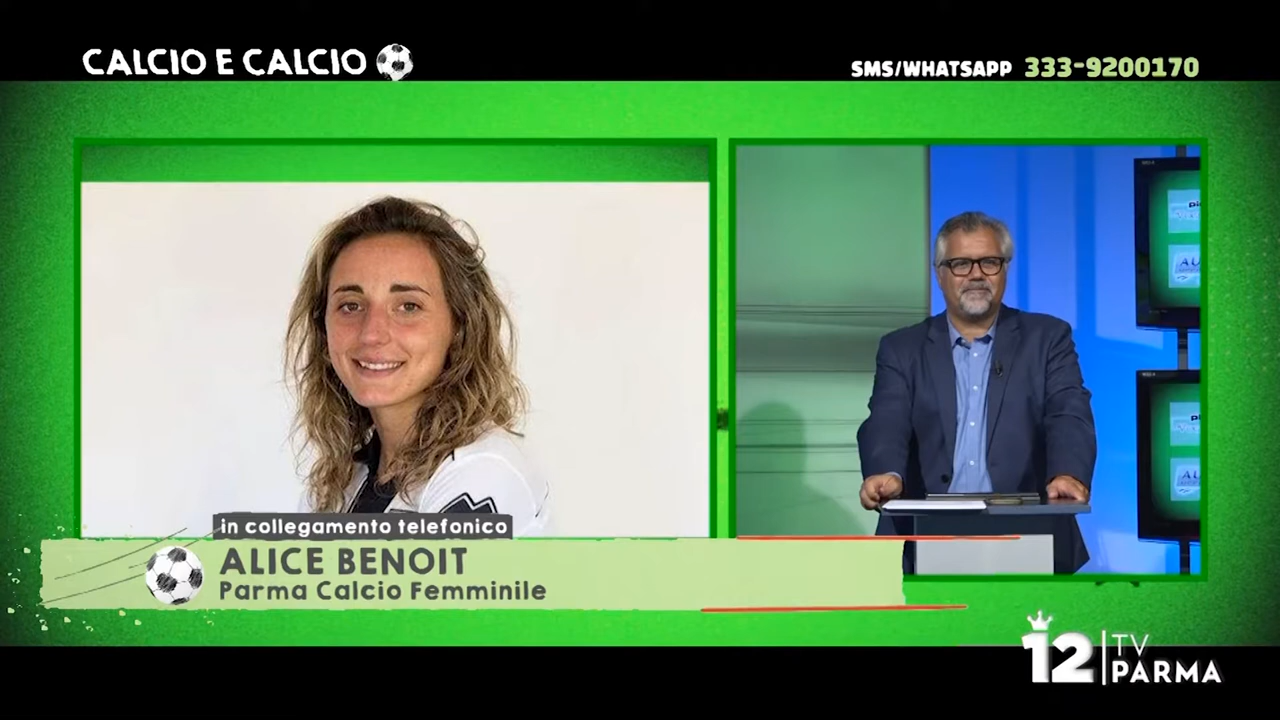 CALCIO E CALCIO
SMS/WHATSAPP 333-9200170
in collegamento telefonico
ALICE BENOIT
Parma Calcio Femminile
12 TV PARMA